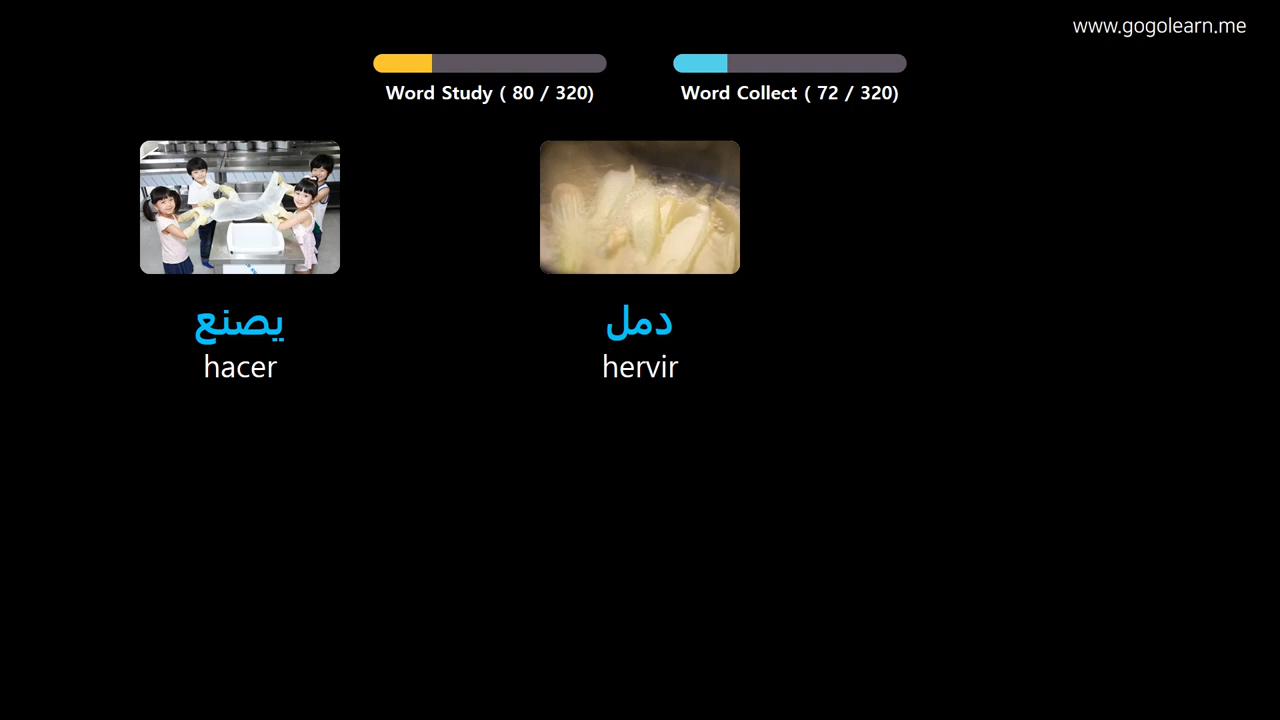 www.gogolearn.me
Word Study ( 80 / 320)
Word Collect ( 72 / 320)
يصنع
hacer
دمل
hervir